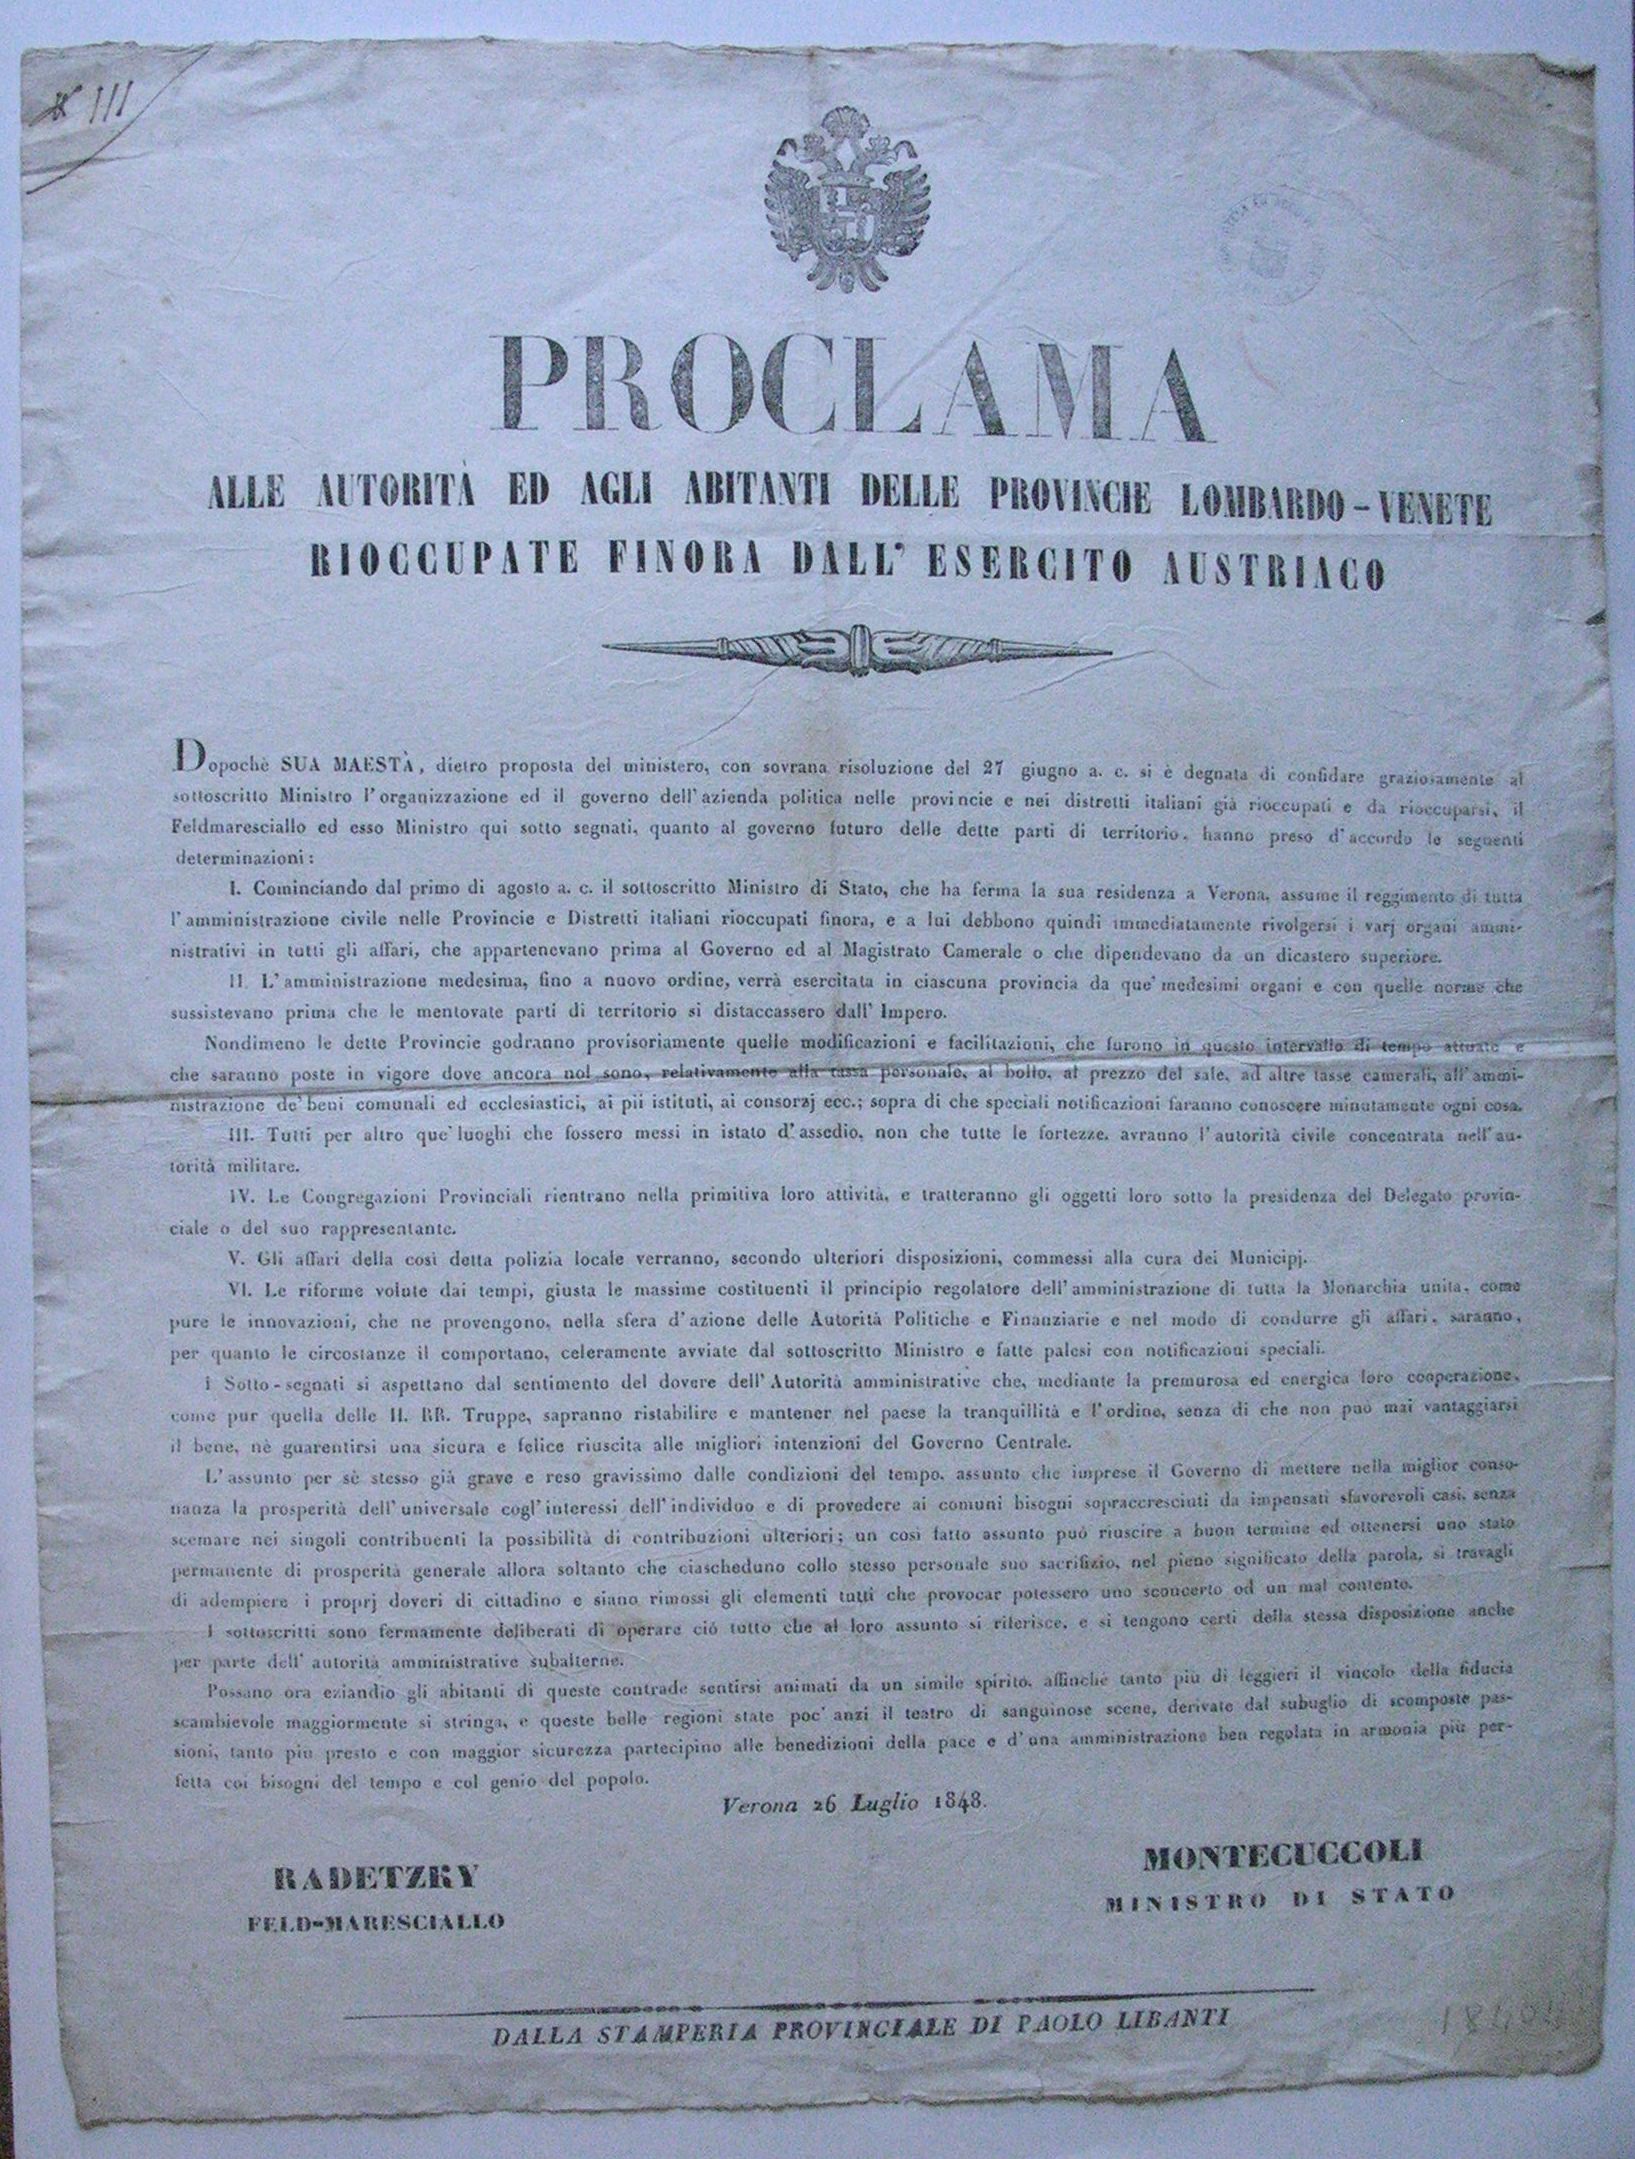 111
PROCLAMA
ALLE AUTORITÀ ED AGLI ABITANTI DELLE PROVINCIE LOMBARDO-VENETE
RIOCCUPATE FINORA DALL' ESERCITO AUSTRIACO
Dopochè SUA MAESTÀ, dietro proposta del ministero, con sovrana risoluzione del 27 giugno a. c. si è degnata di confidare graziosamente al
sottoscritto Ministro l'organizzazione ed il governo dell'azienda politica nelle provincie e nei distretti italiani già rioccupati e da rioccuparsi, il
Feldmaresciallo ed esso Ministro qui sotto segnati, quanto al governo futuro delle dette parti di territorio, hanno preso d'accordo le seguenti
determinazioni:
I. Cominciando dal primo di agosto a. c. il sottoscritto Ministro di Stato, che ha ferma la sua residenza a Verona, assume il reggimento di tutta
l'amministrazione civile nelle Provincie e Distretti italiani rioccupati finora, e a lui debbono quindi immediatamente rivolgersi i varj organi ammi-
nistrativi in tutti gli affari, che appartenevano prima al Governo ed al Magistrato Camerale o che dipendevano da un dicastero superiore.
II. L'amministrazione medesima, fino a nuovo ordine, verrà esercitata in ciascuna provincia da que' medesimi organi e con quelle norme che
sussistevano prima che le mentovate parti di territorio si distaccassero dall' Impero.
Nondimeno le dette Provincie godranno provisoriamente quelle modificazioni e facilitazioni, che furono in questo intervallo di tempo attuate e
che saranno poste in vigore dove ancora nol sono, relativamente alla tassa personale, al bollo, al prezzo del sale, ad altre tasse camerali, all'ammi-
nistrazione de' beni comunali ed ecclesiastici, ai pii istituti, ai consorzj ecc.; sopra di che speciali notificazioni faranno conoscere minutamente ogni cosa.
III. Tutti per altro que' luoghi che fossero messi in istato d'assedio, non che tutte le fortezze, avranno l'autorità civile concentrata nell'au-
torità militare.
IV. Le Congregazioni Provinciali rientrano nella primitiva loro attività, e tratteranno gli oggetti loro sotto la presidenza del Delegato provin-
ciale o del suo rappresentante.
V. Gli affari della così detta polizia locale verranno, secondo ulteriori disposizioni, commessi alla cura dei Municipj.
VI. Le riforme volute dai tempi, giusta le massime costituenti il principio regolatore dell'amministrazione di tutta la Monarchia unita, come
pure le innovazioni, che ne provengono, nella sfera d'azione delle Autorità Politiche e Finanziarie e nel modo di condurre gli affari, saranno,
per quanto le circostanze il comportano, celeramente avviate dal sottoscritto Ministro e fatte palesi con notificazioni speciali.
I Sotto-segnati si aspettano dal sentimento del dovere dell'Autorità amministrative che, mediante la premurosa ed energica loro cooperazione,
come pur quella delle II. RR. Truppe, sapranno ristabilire e mantener nel paese la tranquillità e l'ordine, senza di che non può mai vantaggiarsi
il bene, nè guarentirsi una sicura e felice riuscita alle migliori intenzioni del Governo Centrale.
L'assunto per sè stesso già grave e reso gravissimo dalle condizioni del tempo, assunto che imprese il Governo di mettere nella miglior conso-
nanza la prosperità dell'universale cogl'interessi dell'individuo e di provedere ai comuni bisogni sopraccresciuti da impensati sfavorevoli casi, senza
scemare nei singoli contribuenti la possibilità di contribuzioni ulteriori; un così fatto assunto può riuscire a buon termine ed ottenersi uno stato
permanente di prosperità generale allora soltanto che ciascheduno collo stesso personale suo sacrifizio, nel pieno significato della parola, si travagli
di adempiere i proprj doveri di cittadino e siano rimossi gli elementi tutti che provocar potessero uno sconcerto od un mal contento.
I sottoscritti sono fermamente deliberati di operare ciò tutto che al loro assunto si riferisce, e si tengono certi della stessa disposizione anche
per parte dell' autorità amministrative subalterne.
Possano ora eziandio gli abitanti di queste contrade sentirsi animati da un simile spirito, affinchè tanto più di leggieri il vincolo della fiducia
scambievole maggiormente si stringa, e queste belle regioni state poc' anzi il teatro di sanguinose scene, derivate dal subuglio di scomposte pas-
sioni, tanto più presto e con maggior sicurezza partecipino alle benedizioni della pace e d'una amministrazione ben regolata in armonia più per-
fetta coi bisogni del tempo e col genio del popolo.
Verona 26 Luglio 1848.
RADETZKY
FELD-MARESCIALLO
MONTECUCCOLI
MINISTRO DI STATO
DALLA STAMPERIA PROVINCIALE DI PAOLO LIBANTI